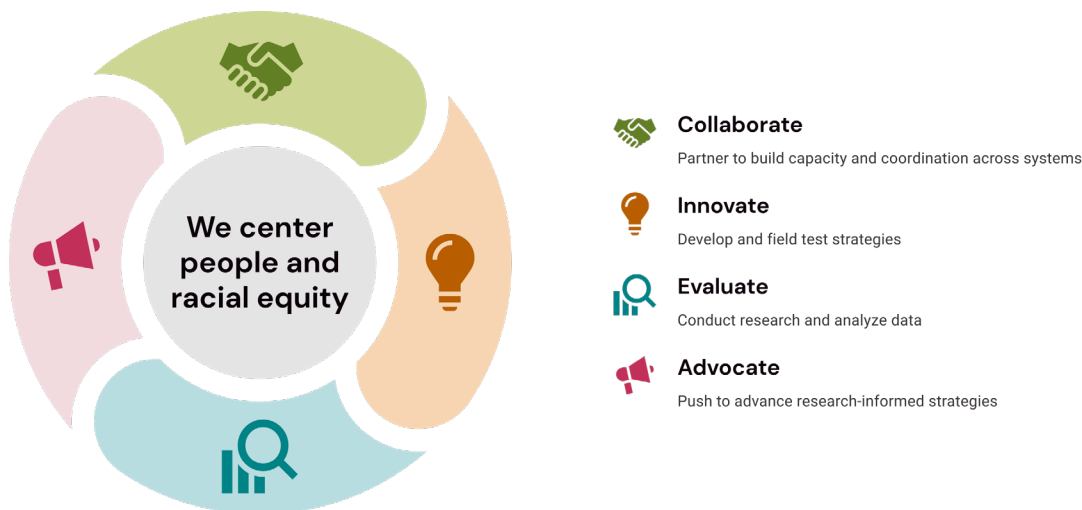 We center
people and
racial equity
Collaborate
Partner to build capacity and coordination across systems
Innovate
Develop and field test strategies
Evaluate
Conduct research and analyze data
Advocate
Push to advance research-informed strategies